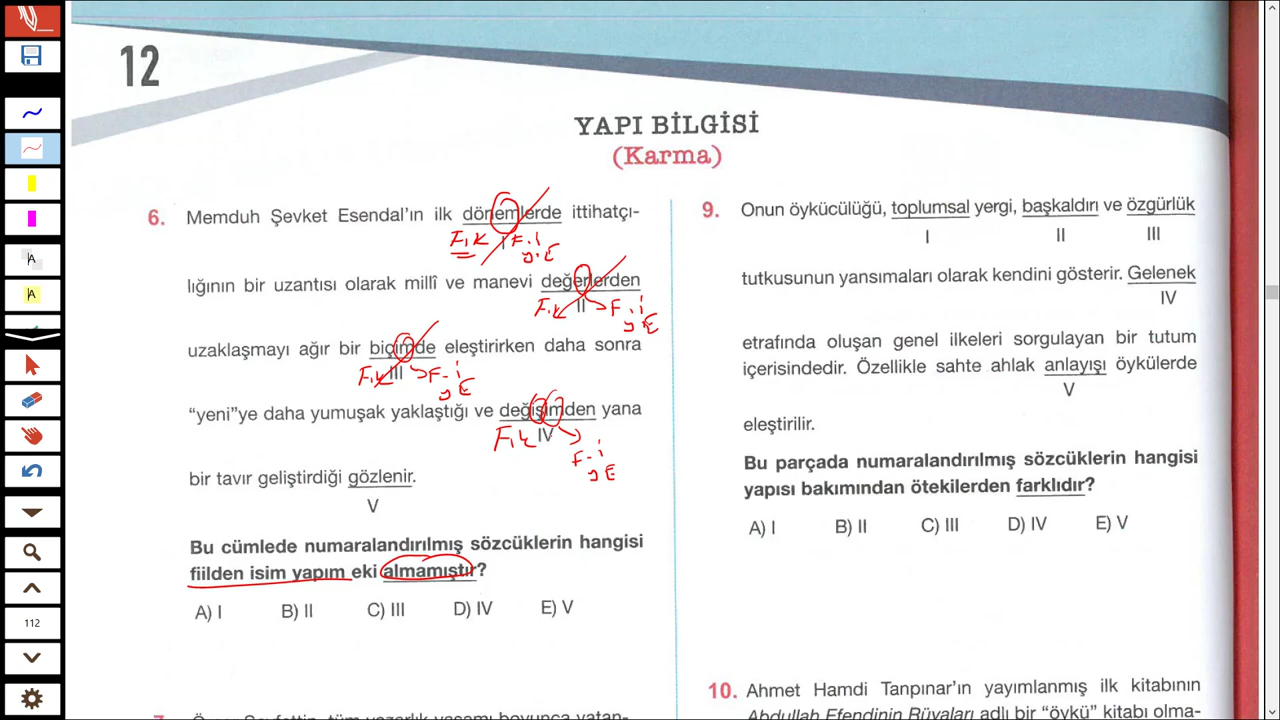 12
YAPI BİLGİSİ
(Karma)
6. Memduh Şevket Esendal'ın ilk dönemlerde ittihatçı-
I
F.K F.İ
y.E
lığının bir uzantısı olarak millî ve manevi değerlerden
II
F.K F.İ
y.E
uzaklaşmayı ağır bir biçimde eleştirirken daha sonra
III
F.K F-i
y E
"yeni"ye daha yumuşak yaklaştığı ve değişimden yana
IV
F.K
F-i
y E
bir tavır geliştirdiği gözlenir.
V
Bu cümlede numaralandırılmış sözcüklerin hangisi
fiilden isim yapım eki almamıştır?
A) I B) II C) III D) IV E) V
9. Onun öykücülüğü, toplumsal yergi, başkaldırı ve özgürlük
I II III
tutkusunun yansımaları olarak kendini gösterir. Gelenek
IV
etrafında oluşan genel ilkeleri sorgulayan bir tutum
içerisindedir. Özellikle sahte ahlak anlayışı öykülerde
V
eleştirilir.
Bu parçada numaralandırılmış sözcüklerin hangisi
yapısı bakımından ötekilerden farklıdır?
A) I B) II C) III D) IV E) V
10. Ahmet Hamdi Tanpınar'ın yayımlanmış ilk kitabının
Abdullah Efendinin Rüyaları adlı bir "öykü" kitabı olma-
A
A
112